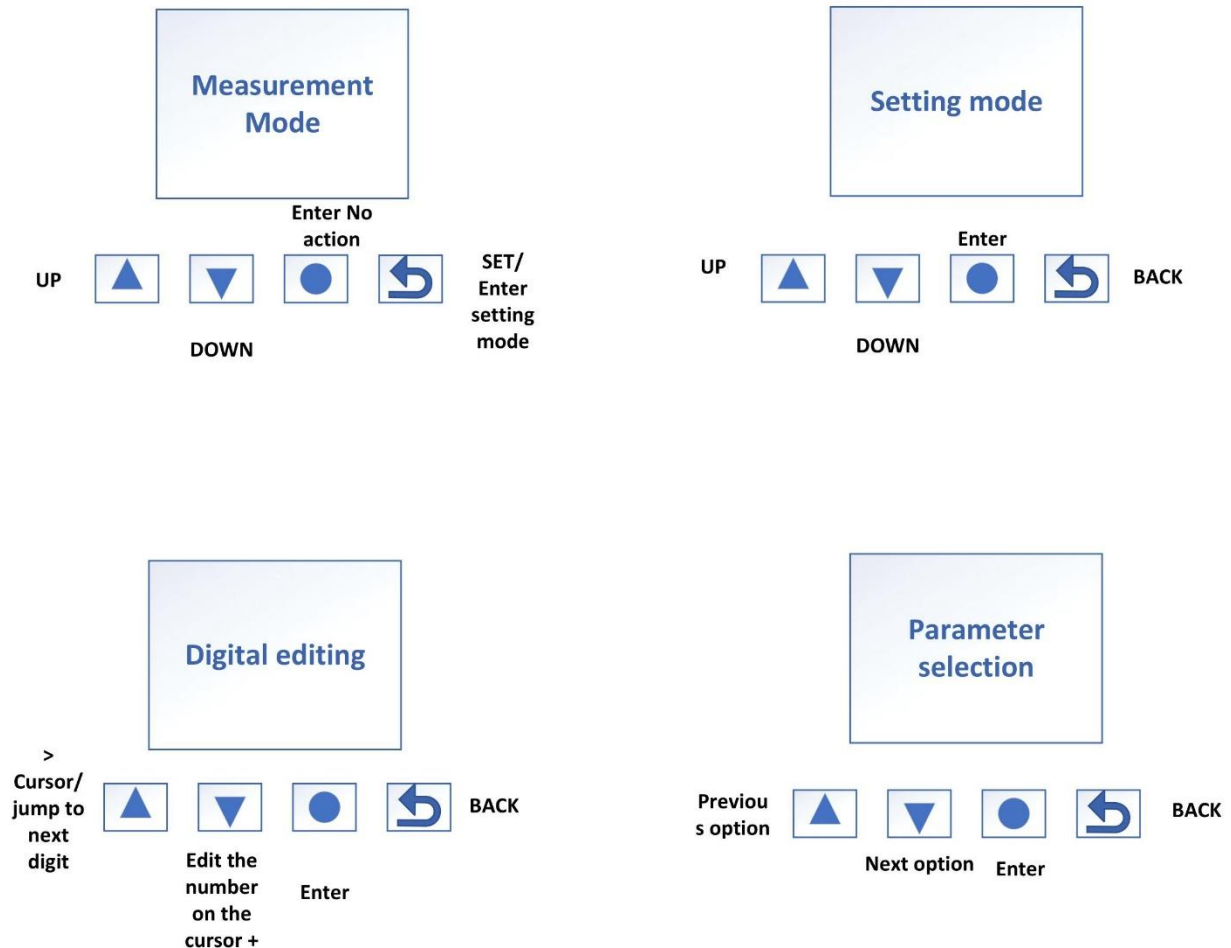 Measurement
Mode
Enter No
action
UP
DOWN
SET/
Enter
setting
mode
Setting mode
Enter
UP
DOWN
BACK
Digital editing
>
Cursor/
jump to
next
digit
Edit the
number
on the
cursor +
Enter
BACK
Parameter
selection
Previou
s option
Next option
Enter
BACK